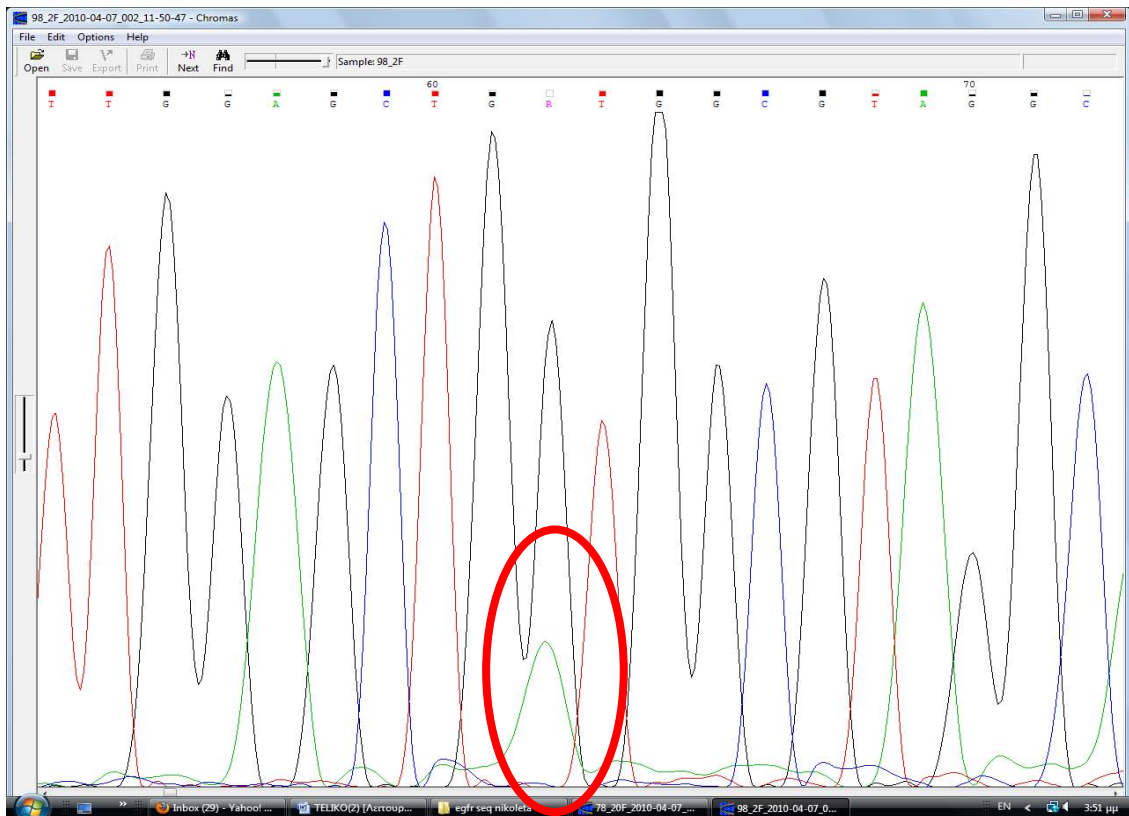 98_2F_2010-04-07_002_11-50-47 - Chromas
File Edit Options Help
Open Save Export Print Next Find Sample: 98_2F
→N
60 70
T T G G A G C T G R T G G C G T A G G C
» Inbox (29) - Yahoo! ... TELIKO(2) [Λειτουρ... egfr seq nikoleta 78_20F_2010-04-07_... 98_2F_2010-04-07_0... EN < 3:51 μμ